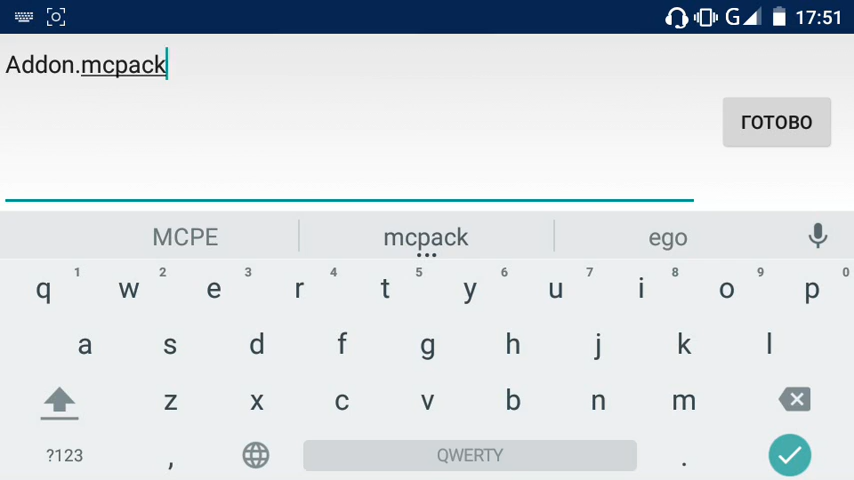 G 17:51
Addon.mcpack
ГОТОВО
MCPE mcpack ego
1 2 3 4 5 6 7 8 9 0
q w e r t y u i o p
a s d f g h j k l
z x c v b n m
?123 , QWERTY .